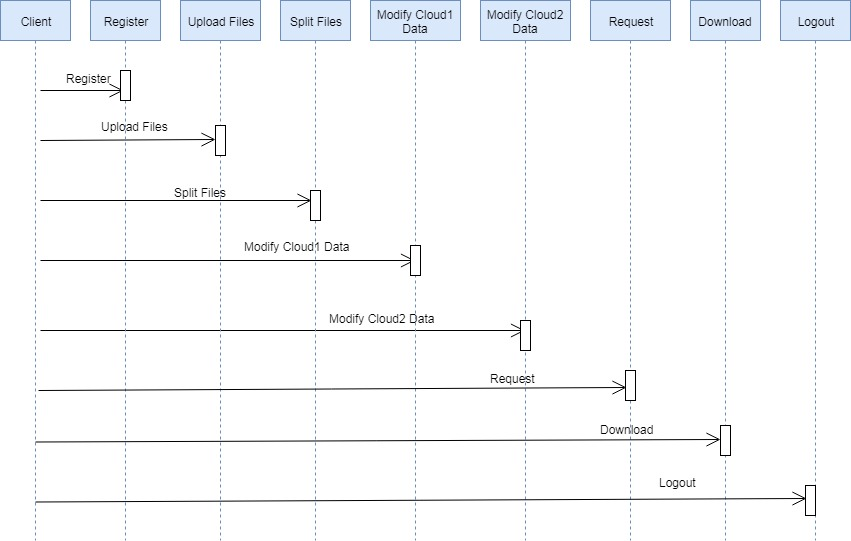 Client
Register
Upload Files
Split Files
Modify Cloud1
Data
Modify Cloud2
Data
Request
Download
Logout
Register
Upload Files
Split Files
Modify Cloud1 Data
Modify Cloud2 Data
Request
Download
Logout